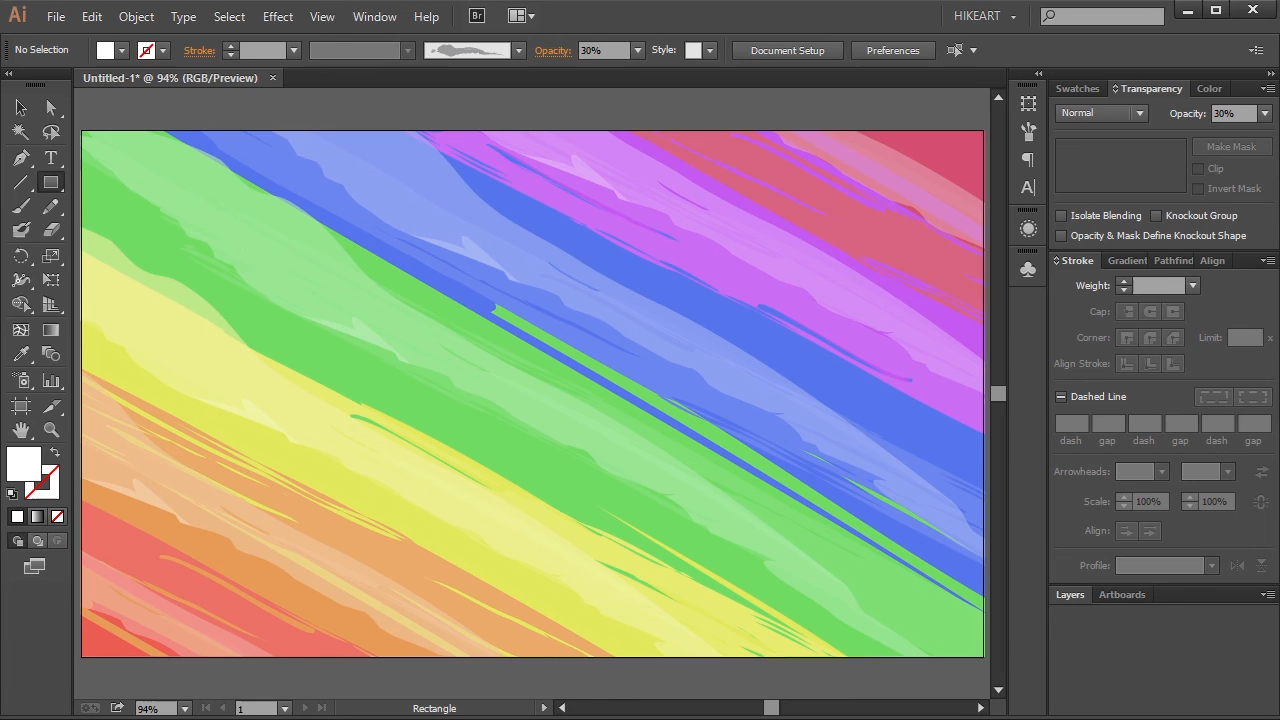 Ai File Edit Object Type Select Effect View Window Help Br HIKEART
No Selection Stroke: Opacity: 30% Style: Document Setup Preferences
Untitled-1* @ 94% (RGB/Preview) ×
Swatches Transparency Color
Normal Opacity: 30%
Make Mask
Clip
Invert Mask
Isolate Blending Knockout Group
Opacity & Mask Define Knockout Shape
Stroke Gradient Pathfind Align
Weight:
Cap:
Corner: Limit: x
Align Stroke:
Dashed Line
dash gap dash gap dash gap
Arrowheads:
Scale: 100% 100%
Align:
Profile:
Layers Artboards
94% 1 Rectangle